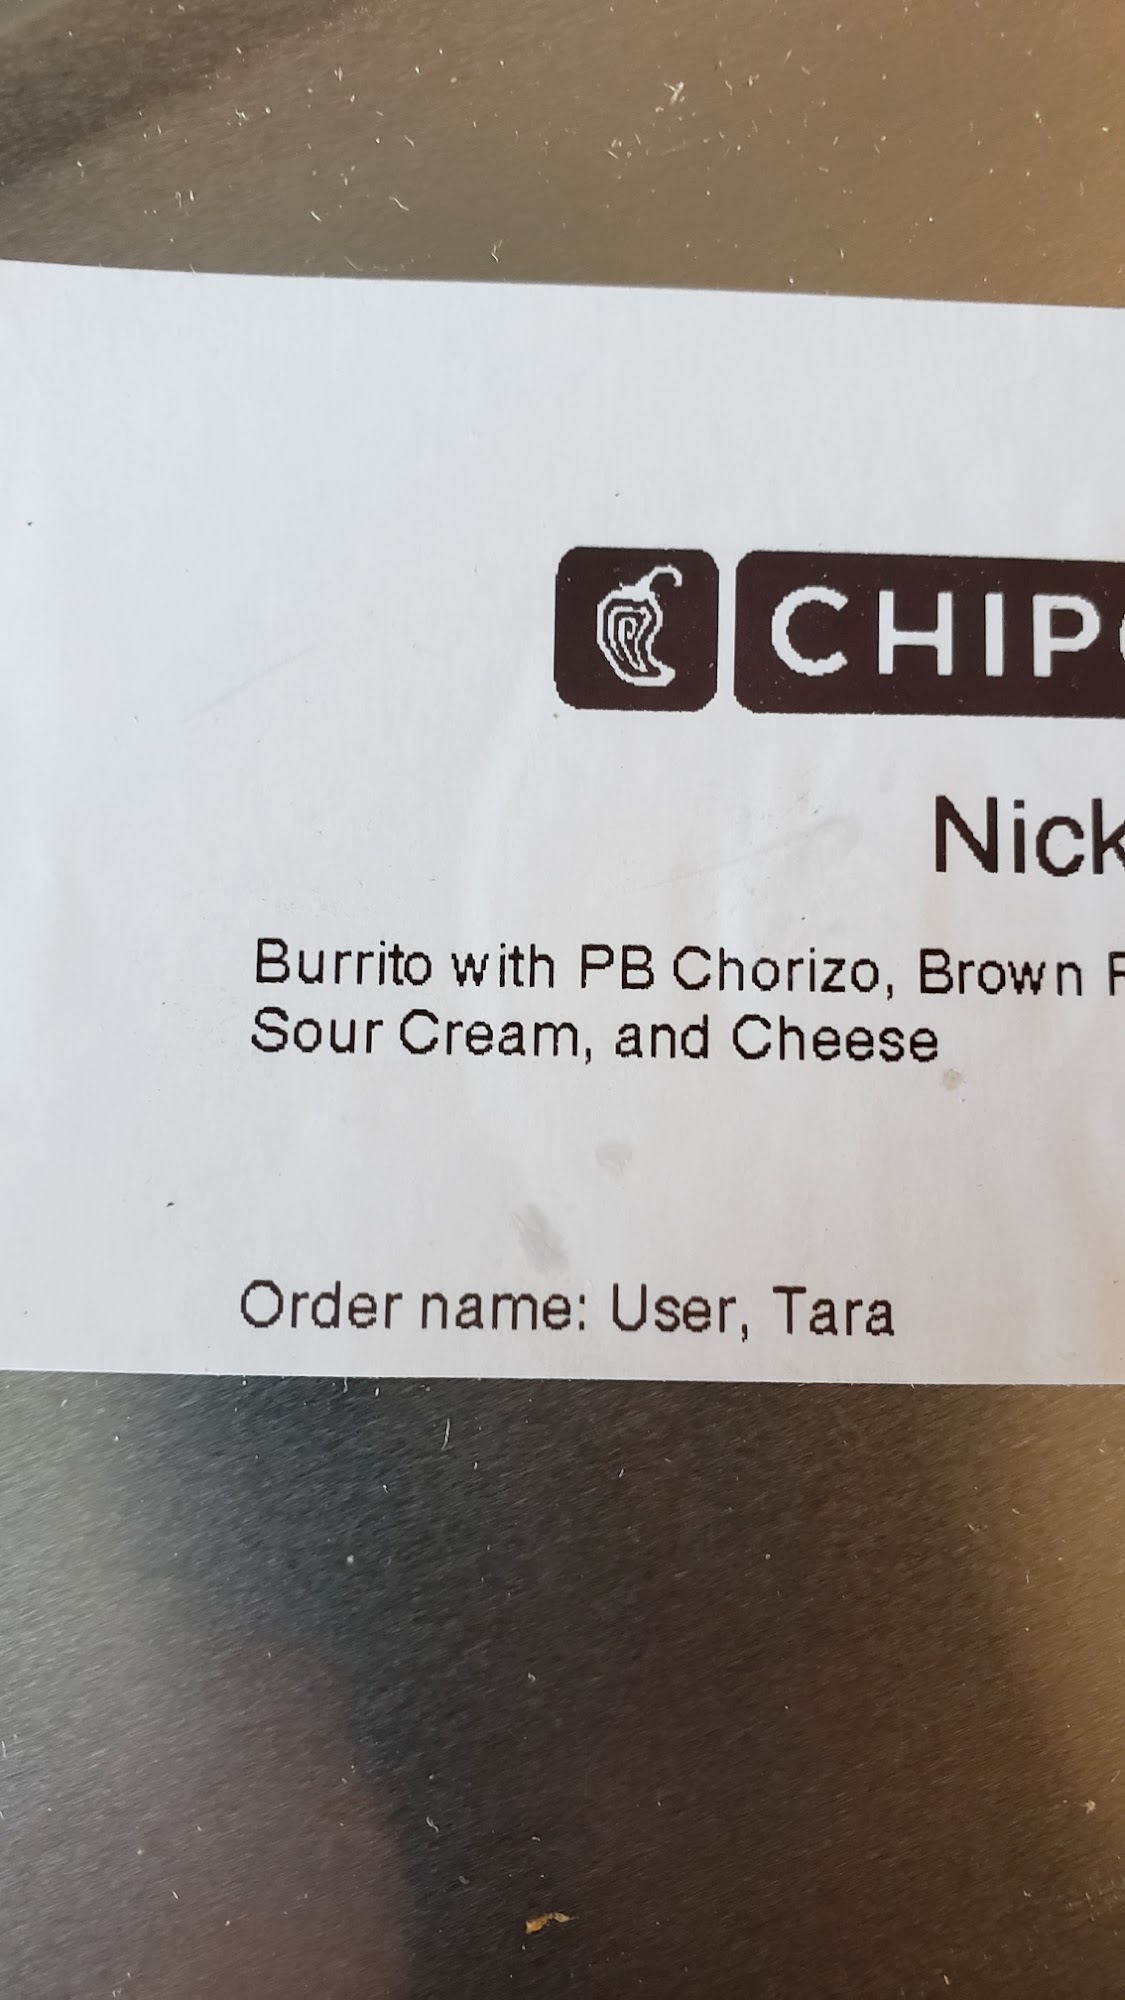 CHIP
Nick
Burrito with PB Chorizo, Brown
Sour Cream, and Cheese
Order name: User, Tara